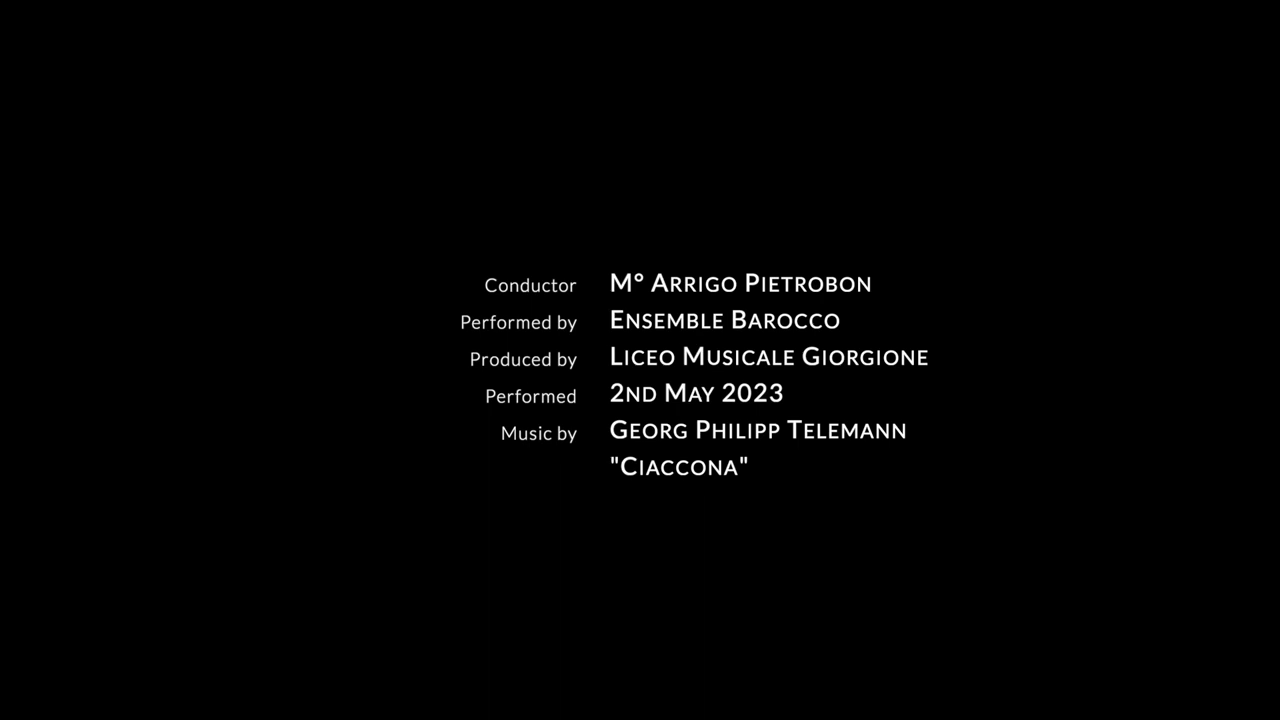 Conductor M° Arrigo Pietrobon
Performed by Ensemble Barocco
Produced by Liceo Musicale Giorgione
Performed 2nd May 2023
Music by Georg Philipp Telemann
"Ciaccona"